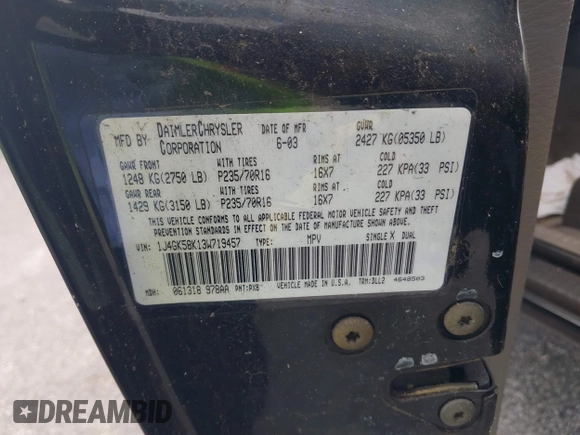 MFD BY DAIMLERCHRYSLER CORPORATION DATE OF MFR 6-03 GVWR 2427 KG(05350 LB)
GAWR FRONT WITH TIRES RIMS AT COLD
1248 KG(2750 LB) P235/70R16 16X7 227 KPA(33 PSI)
GAWR REAR WITH TIRES RIMS AT COLD
1429 KG(3150 LB) P235/70R16 16X7 227 KPA(33 PSI)
THIS VEHICLE CONFORMS TO ALL APPLICABLE FEDERAL MOTOR VEHICLE SAFETY AND THEFT
PREVENTION STANDARDS IN EFFECT ON THE DATE OF MANUFACTURE SHOWN ABOVE.
VIN: 1J4GK58K13W719457 TYPE: MPV SINGLE X DUAL
MDH: 061318 978AA PNT:PX8 VEHICLE MADE IN U.S.A. TRM:DLL2 4648503
DREAMBID